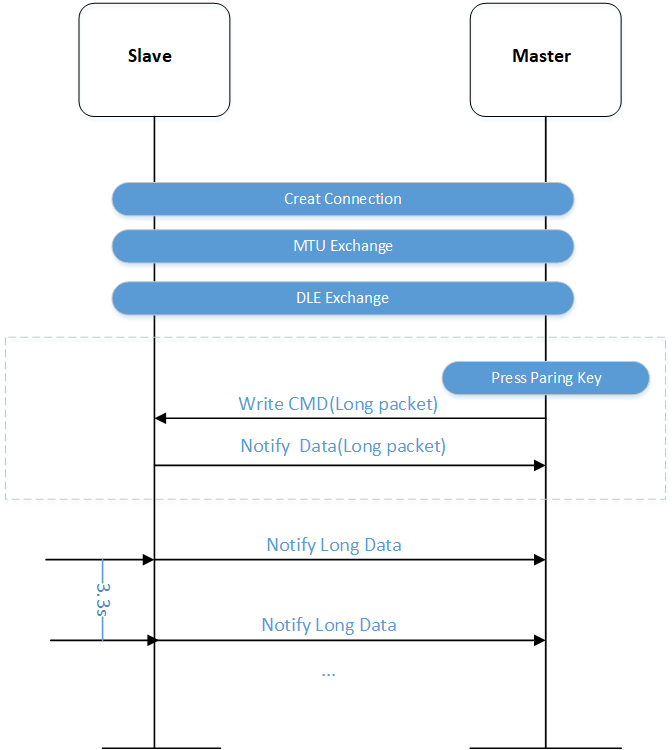 Slave
Master
Creat Connection
MTU Exchange
DLE Exchange
Press Paring Key
Write CMD(Long packet)
Notify  Data(Long packet)
Notify Long Data
3.3s
Notify Long Data
...